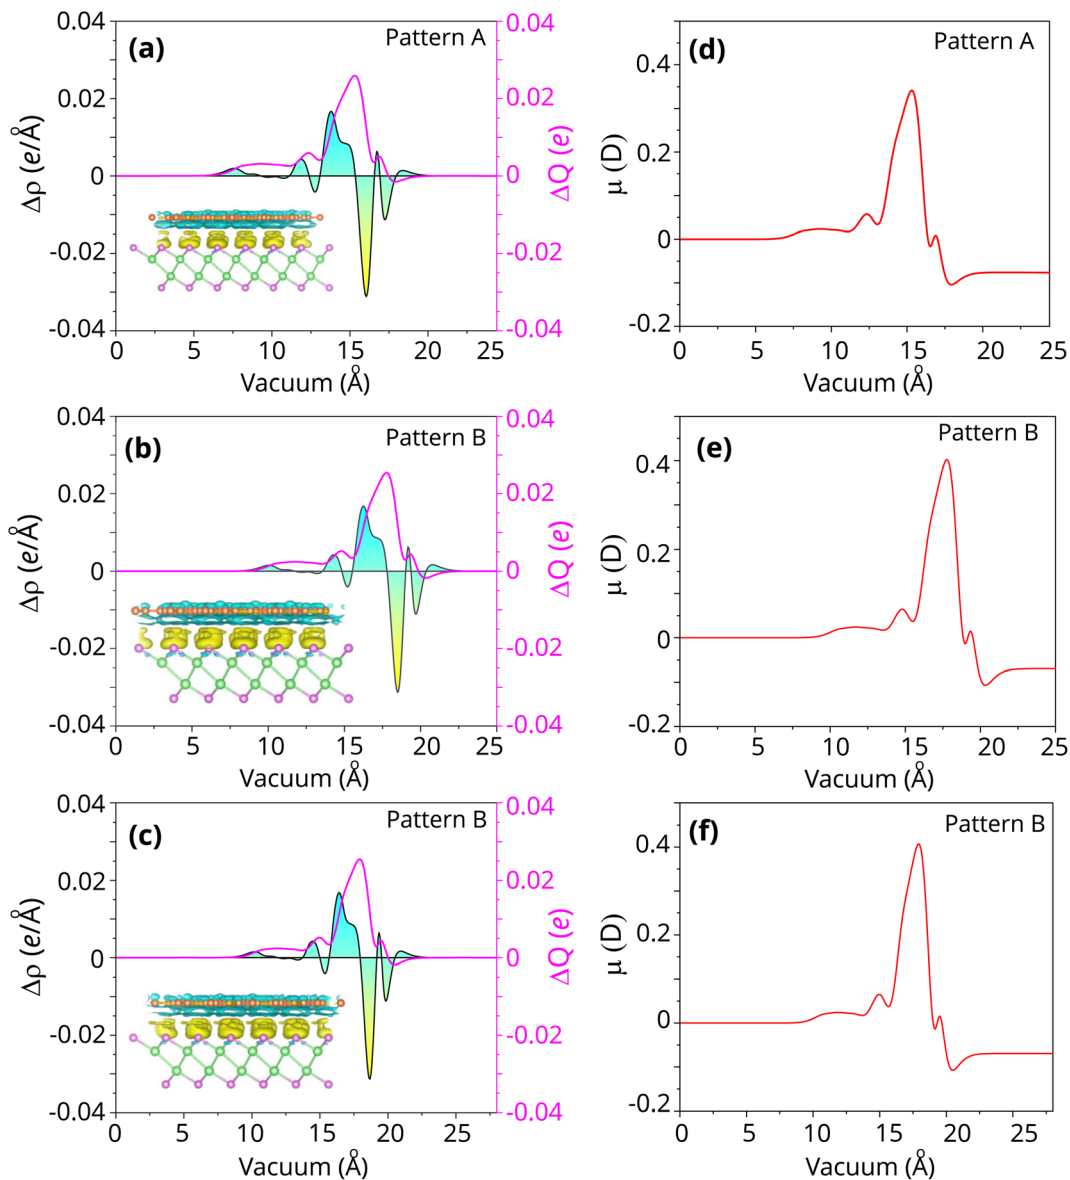 0.04
0.02
0
-0.02
-0.04
(a)
Pattern A
0.04
0.02
0
-0.02
-0.04
Δρ (e/Å)
ΔQ (e)
0 5 10 15 20 25
Vacuum (Å)
(d)
Pattern A
0.4
0.2
0
-0.2
μ (D)
0 5 10 15 20 25
Vacuum (Å)
0.04
0.02
0
-0.02
-0.04
(b)
Pattern B
0.04
0.02
0
-0.02
-0.04
Δρ (e/Å)
ΔQ (e)
0 5 10 15 20 25
Vacuum (Å)
(e)
Pattern B
0.4
0.2
0
-0.2
μ (D)
0 5 10 15 20 25
Vacuum (Å)
0.04
0.02
0
-0.02
-0.04
(c)
Pattern B
0.04
0.02
0
-0.02
-0.04
Δρ (e/Å)
ΔQ (e)
0 5 10 15 20 25
Vacuum (Å)
(f)
Pattern B
0.4
0.2
0
-0.2
μ (D)
0 5 10 15 20 25
Vacuum (Å)